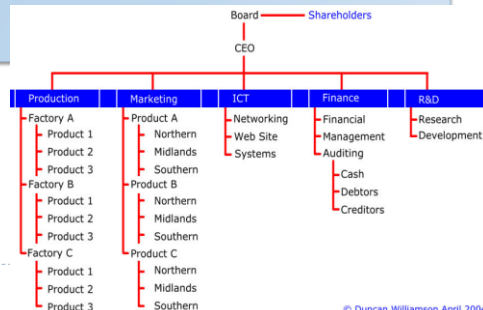 Board Shareholders
CEO
Production Marketing ICT Finance R&D
Factory A Product A Networking Financial Research
Product 1 Northern Web Site Management Development
Product 2 Midlands Systems Auditing
Product 3 Southern Cash
Factory B Product B Debtors
Product 1 Northern Creditors
Product 2 Midlands
Product 3 Southern
Factory C Product C
Product 1 Northern
Product 2 Midlands
Product 3 Southern
© Duncan Williamson April 2004